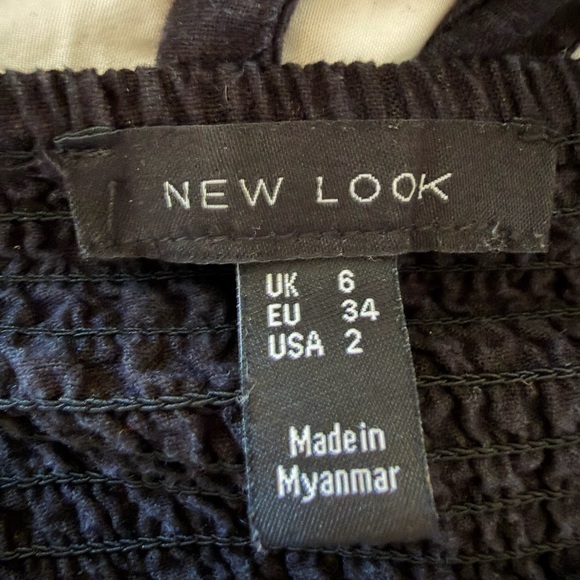 NEW LOOK
UK 6
EU 34
USA 2
Made in
Myanmar